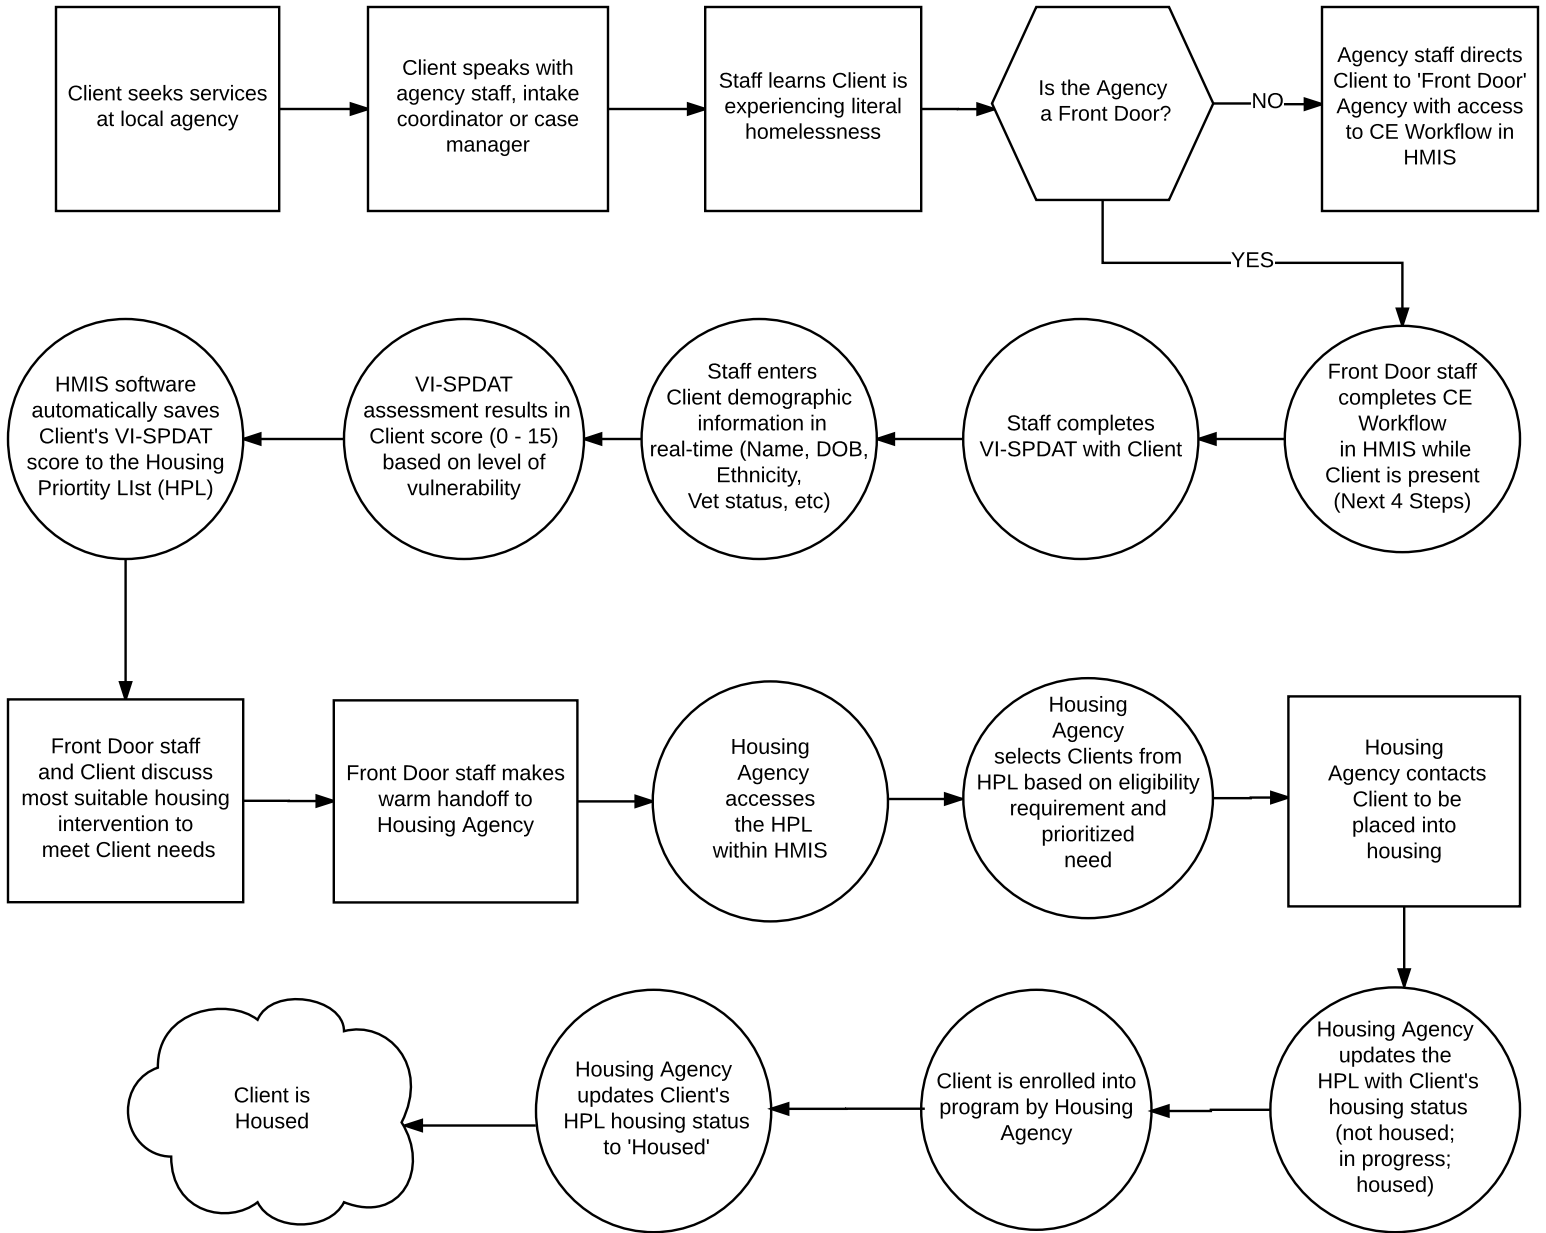 Client seeks services
at local agency
Client speaks with
agency staff, intake
coordinator or case
manager
Staff learns Client is
experiencing literal
homelessness
Is the Agency
a Front Door?
NO
Agency staff directs
Client to 'Front Door'
Agency with access
to CE Workflow in
HMIS
YES
Front Door staff
completes CE
Workflow
in HMIS while
Client is present
(Next 4 Steps)
Staff completes
VI-SPDAT with Client
Staff enters
Client demographic
information in
real-time (Name, DOB,
Ethnicity,
Vet status, etc)
VI-SPDAT
assessment results in
Client score (0 - 15)
based on level of
vulnerability
HMIS software
automatically saves
Client's VI-SPDAT
score to the Housing
Priortity LIst (HPL)
Front Door staff
and Client discuss
most suitable housing
intervention to
meet Client needs
Front Door staff makes
warm handoff to
Housing Agency
Housing
Agency
accesses
the HPL
within HMIS
Housing
Agency
selects Clients from
HPL based on eligibility
requirement and
prioritized
need
Housing
Agency contacts
Client to be
placed into
housing
Housing Agency
updates the
HPL with Client's
housing status
(not housed;
in progress;
housed)
Client is enrolled into
program by Housing
Agency
Housing Agency
updates Client's
HPL housing status
to 'Housed'
Client is
Housed